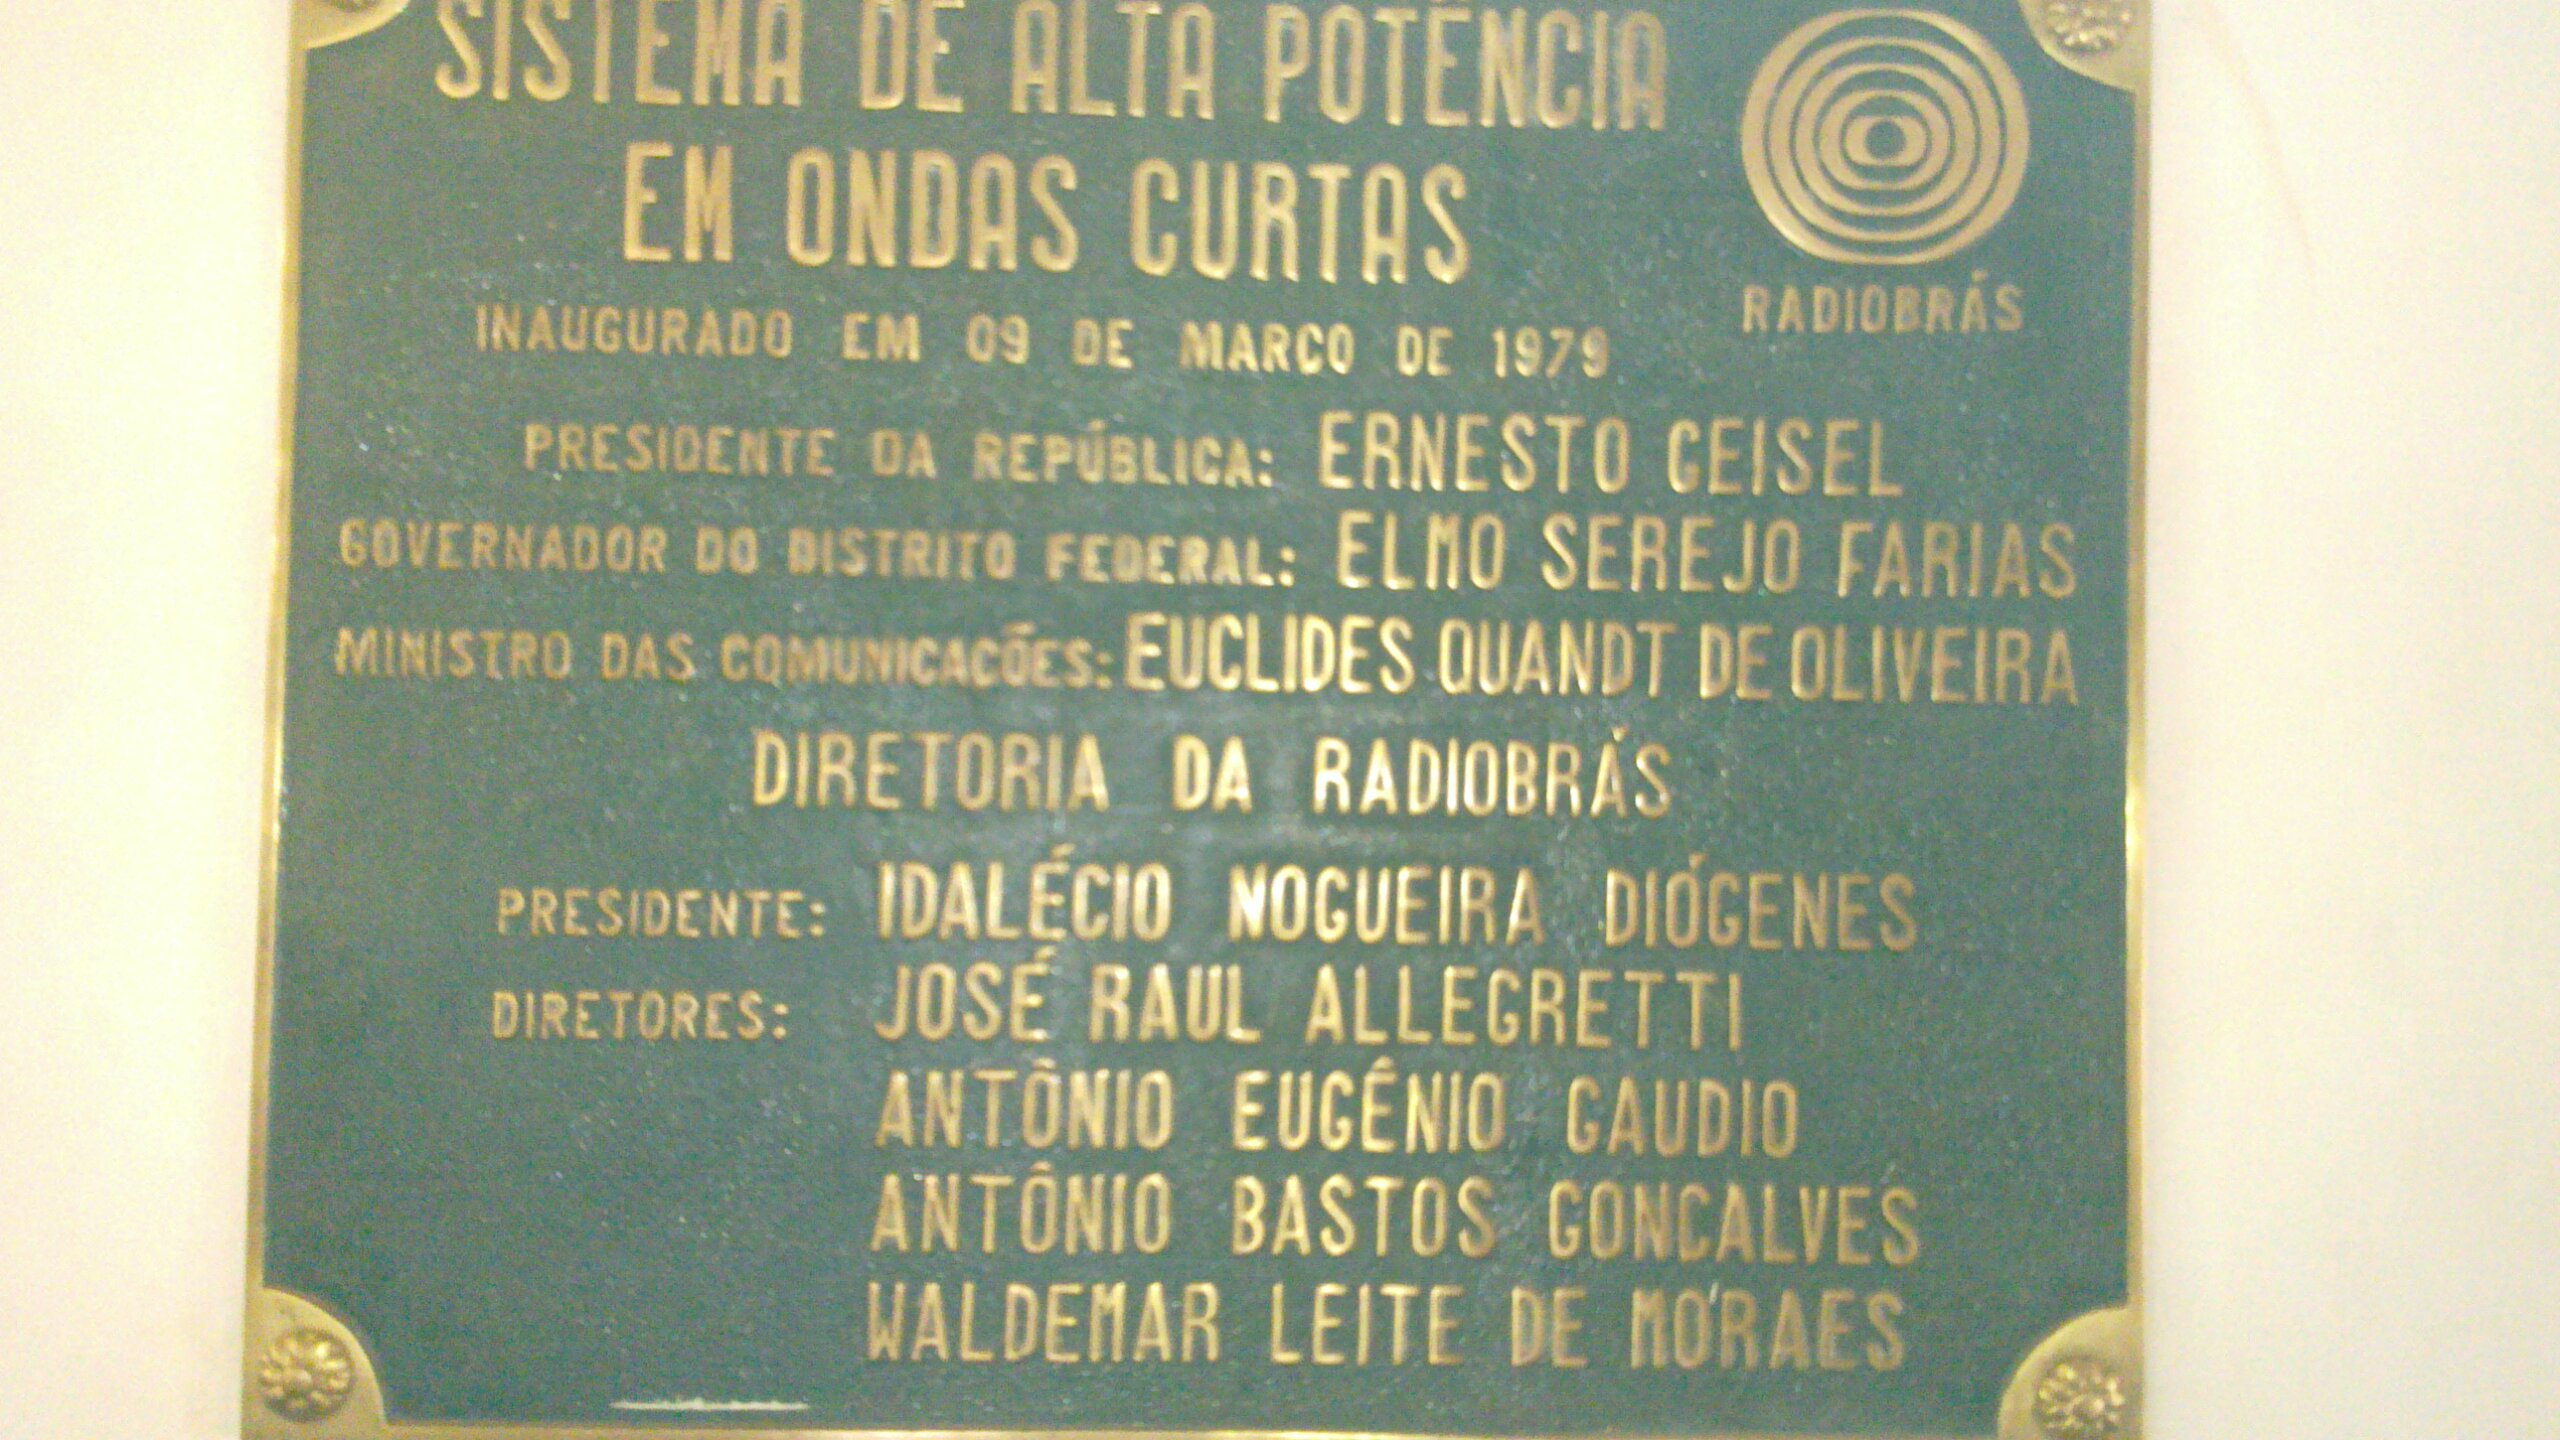 SISTEMA DE ALTA POTÊNCIA
EM ONDAS CURTAS
RADIOBRÁS
INAUGURADO EM 09 DE MARCO DE 1979
PRESIDENTE DA REPÚBLICA: ERNESTO GEISEL
GOVERNADOR DO DISTRITO FEDERAL: ELMO SEREJO FARIAS
MINISTRO DAS COMUNICACÕES: EUCLIDES QUANDT DE OLIVEIRA
DIRETORIA DA RADIOBRÁS
PRESIDENTE: IDALÉCIO NOGUEIRA DIÓGENES
DIRETORES: JOSÉ RAUL ALLEGRETTI
ANTÔNIO EUGÊNIO GAUDIO
ANTÔNIO BASTOS GONCALVES
WALDEMAR LEITE DE MORAES